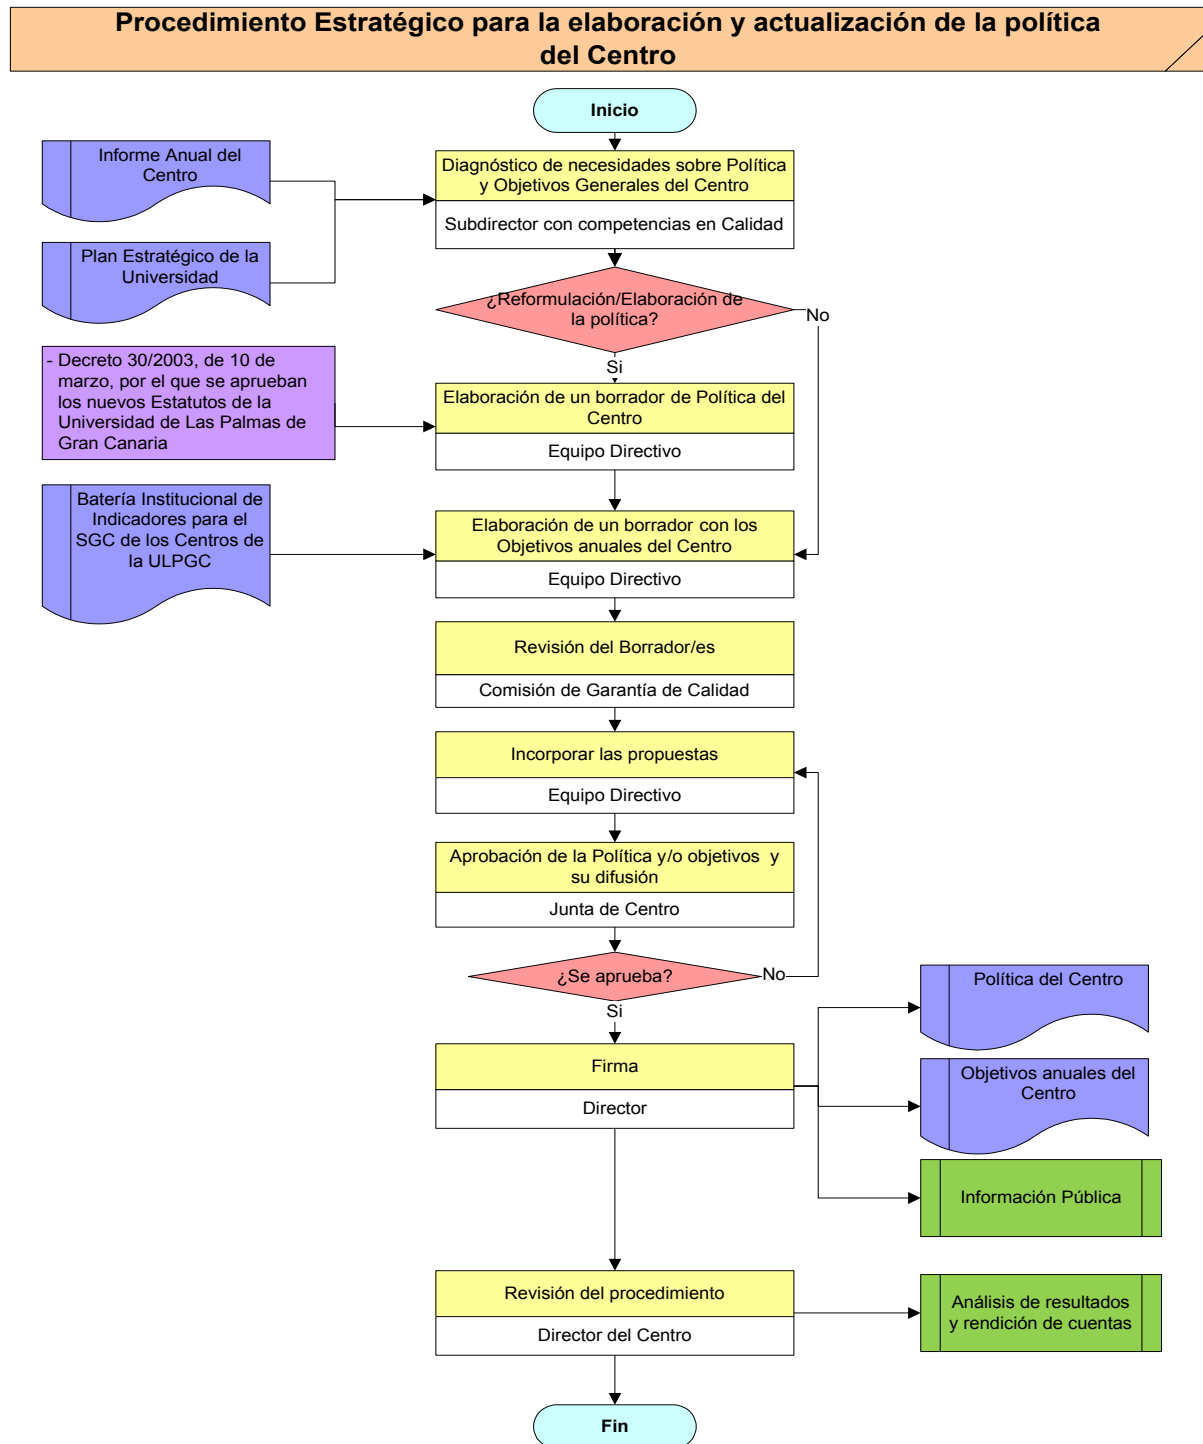 Procedimiento Estratégico para la elaboración y actualización de la política
del Centro
Inicio
Informe Anual del
Centro
Diagnóstico de necesidades sobre Política
y Objetivos Generales del Centro
Subdirector con competencias en Calidad
Plan Estratégico de la
Universidad
¿Reformulación/Elaboración de
la política?
No
Si
- Decreto 30/2003, de 10 de
marzo, por el que se aprueban
los nuevos Estatutos de la
Universidad de Las Palmas de
Gran Canaria
Elaboración de un borrador de Política del
Centro
Equipo Directivo
Batería Institucional de
Indicadores para el
SGC de los Centros de
la ULPGC
Elaboración de un borrador con los
Objetivos anuales del Centro
Equipo Directivo
Revisión del Borrador/es
Comisión de Garantía de Calidad
Incorporar las propuestas
Equipo Directivo
Aprobación de la Política y/o objetivos y
su difusión
Junta de Centro
¿Se aprueba?
No
Si
Política del Centro
Firma
Director
Objetivos anuales del
Centro
Información Pública
Revisión del procedimiento
Director del Centro
Análisis de resultados
y rendición de cuentas
Fin